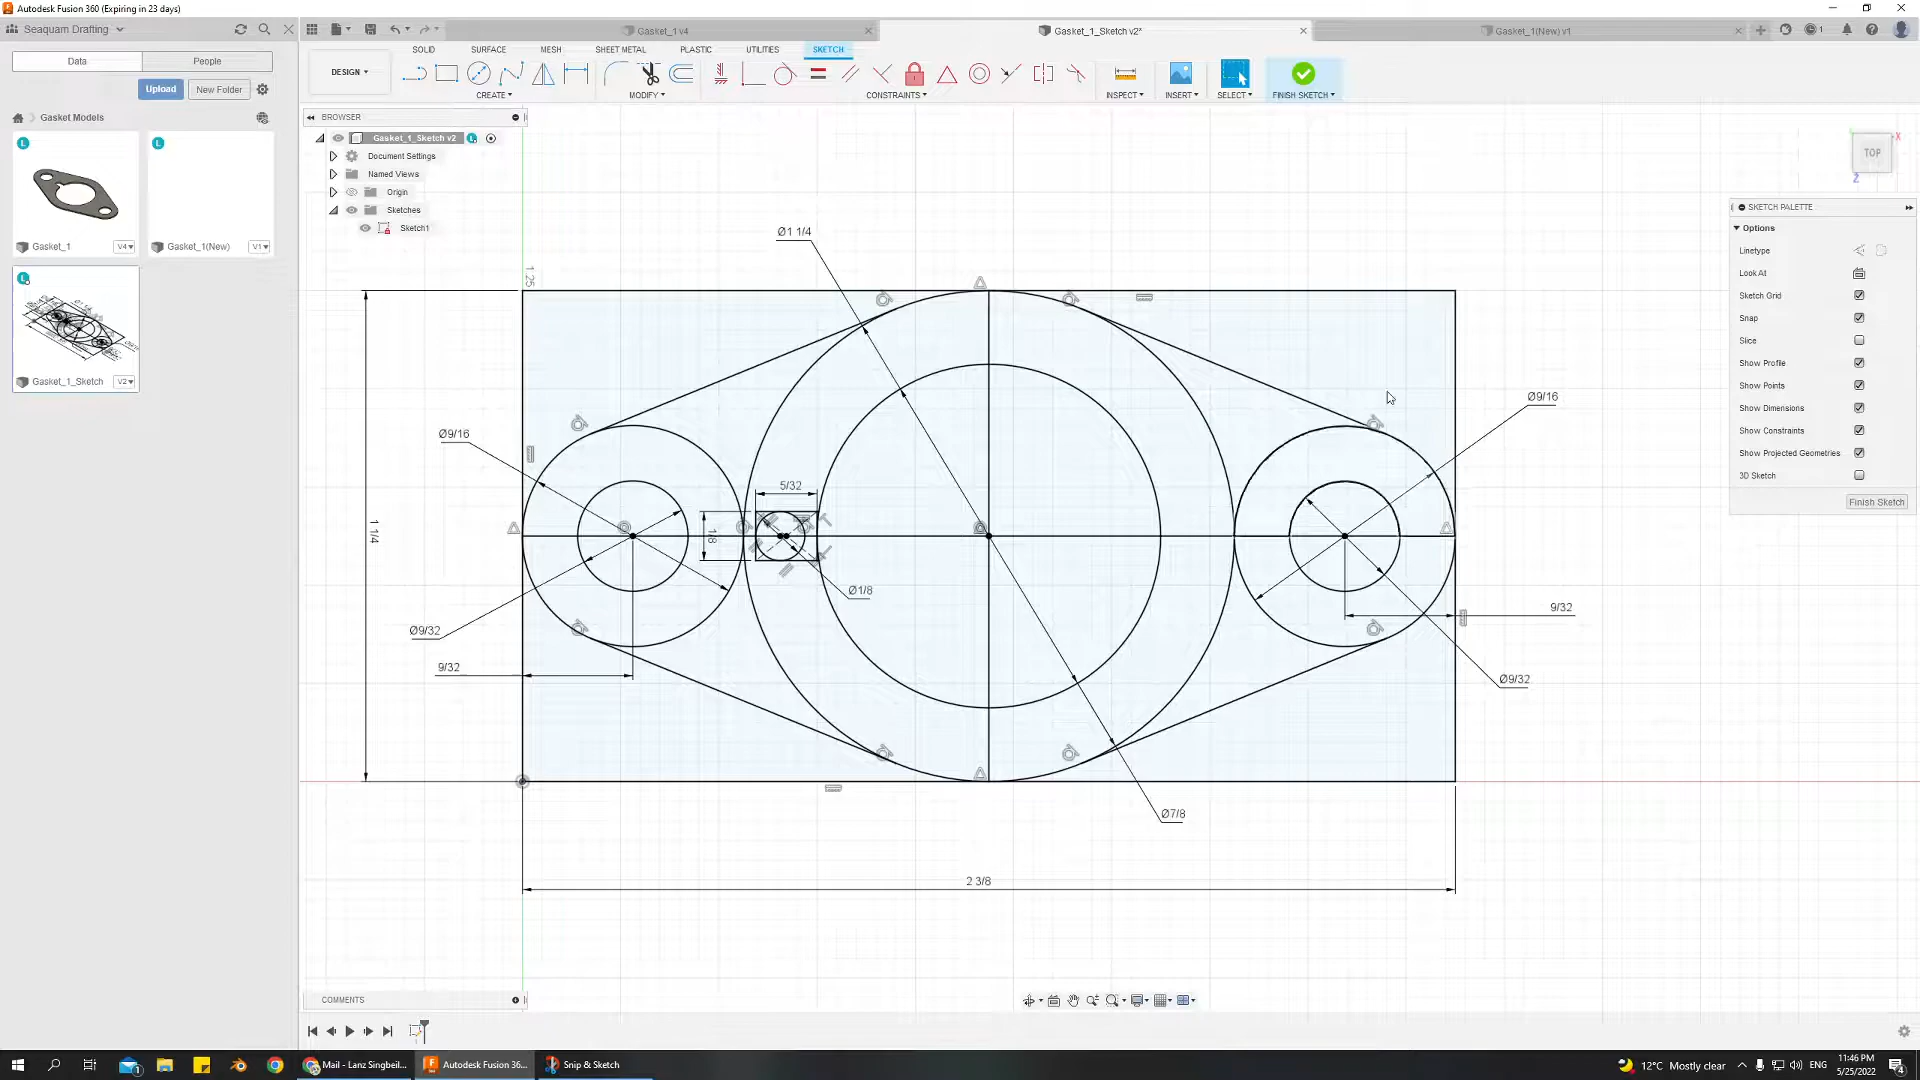 Autodesk Fusion 360 (Expiring in 23 days)
Seaquam Drafting
Gasket_1 v4
Gasket_1_Sketch v2*
Gasket_1(New) v1
1
Data
People
Upload
New Folder
Gasket Models
Gasket_1
V4
Gasket_1(New)
V1
Gasket_1_Sketch
V2
DESIGN
SOLID
SURFACE
MESH
SHEET METAL
PLASTIC
UTILITIES
SKETCH
CREATE
MODIFY
CONSTRAINTS
INSPECT
INSERT
SELECT
FINISH SKETCH
BROWSER
Gasket_1_Sketch v2
Document Settings
Named Views
Origin
Sketches
Sketch1
TOP
X
Z
SKETCH PALETTE
Options
Linetype
Look At
Sketch Grid
Snap
Slice
Show Profile
Show Points
Show Dimensions
Show Constraints
Show Projected Geometries
3D Sketch
Finish Sketch
1.25
Ø1 1/4
Ø9/16
Ø9/16
5/32
1/8
1 1/4
Ø1/8
9/32
Ø9/32
9/32
Ø9/32
Ø7/8
2 3/8
COMMENTS
Mail - Lanz Singbeil...
Autodesk Fusion 36...
Snip & Sketch
12°C Mostly clear
ENG
11:46 PM
5/25/2022